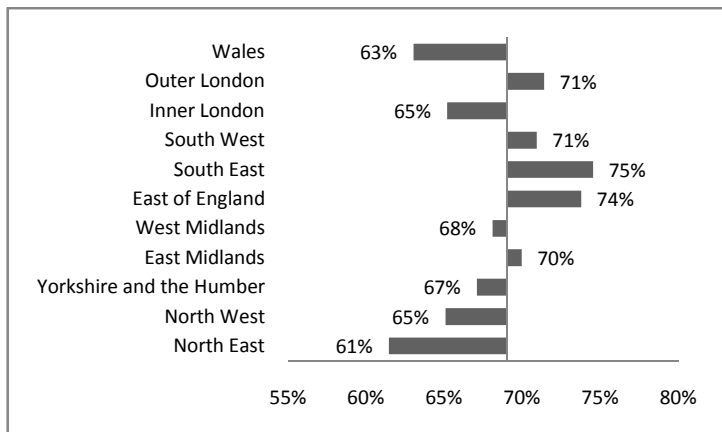 Wales 63%
Outer London 71%
Inner London 65%
South West 71%
South East 75%
East of England 74%
West Midlands 68%
East Midlands 70%
Yorkshire and the Humber 67%
North West 65%
North East 61%
55% 60% 65% 70% 75% 80%